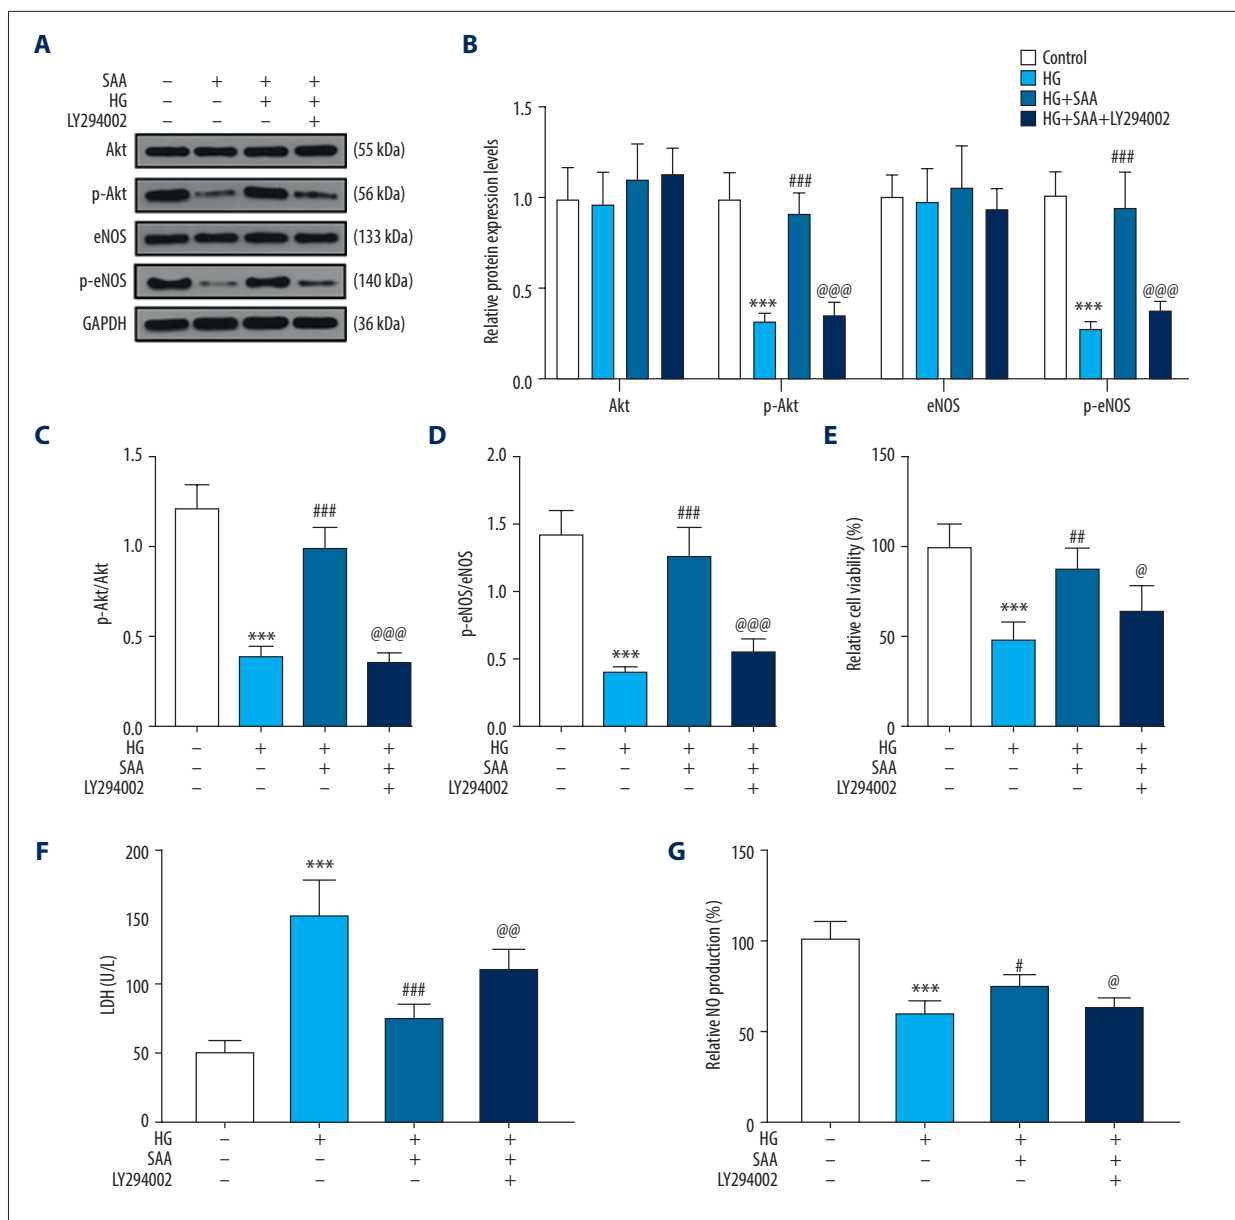 A
SAA – + + +
HG – – + +
LY294002 – – – +
Akt (55 kDa)
p-Akt (56 kDa)
eNOS (133 kDa)
p-eNOS (140 kDa)
GAPDH (36 kDa)
B
Control
HG
HG+SAA
HG+SAA+LY294002
Relative protein expression levels
1.5
1.0
0.5
0.0
*** ### @@@
*** ### @@@
Akt p-Akt eNOS p-eNOS
C
p-Akt/Akt
1.5
1.0
0.5
0.0
*** ### @@@
HG – + + +
SAA – – + +
LY294002 – – – +
D
p-eNOS/eNOS
2.0
1.5
1.0
0.5
0.0
*** ### @@@
HG – + + +
SAA – – + +
LY294002 – – – +
E
Relative cell viability (%)
150
100
50
0
*** ## @
HG – + + +
SAA – – + +
LY294002 – – – +
F
LDH (U/L)
200
150
100
50
0
*** ### @@
HG – + + +
SAA – – + +
LY294002 – – – +
G
Relative NO production (%)
150
100
50
0
*** # @
HG – + + +
SAA – – + +
LY294002 – – – +